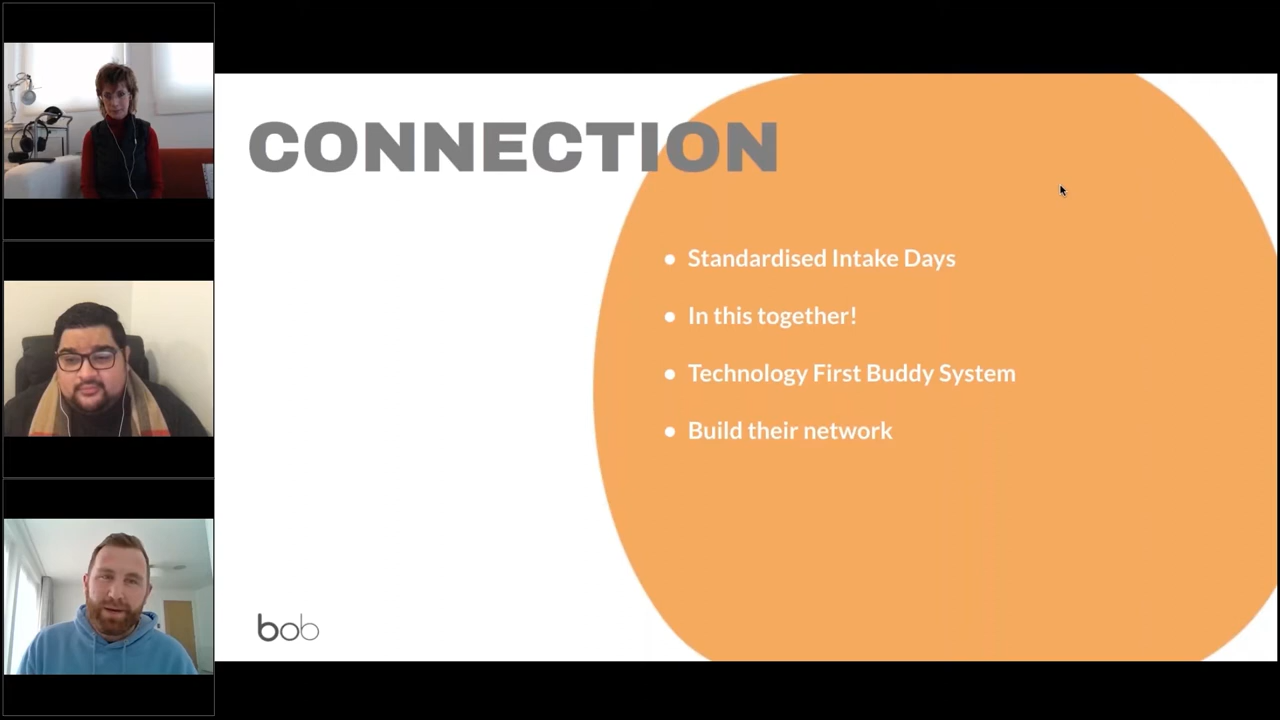 CONNECTION
Standardised Intake Days
In this together!
Technology First Buddy System
Build their network
bob